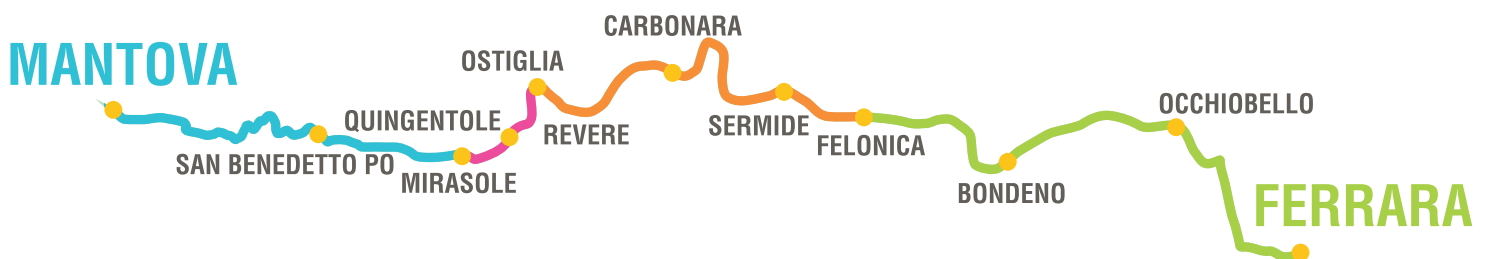 MANTOVA
SAN BENEDETTO PO
QUINGENTOLE
MIRASOLE
OSTIGLIA
REVERE
CARBONARA
SERMIDE
FELONICA
BONDENO
OCCHIOBELLO
FERRARA